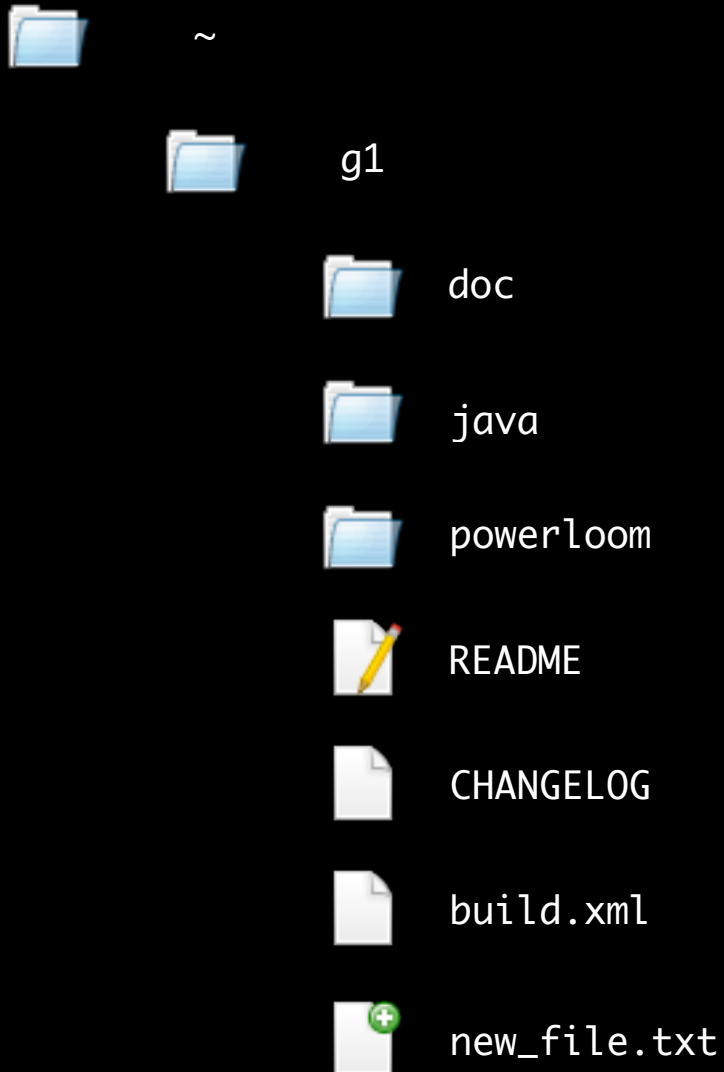 ~
g1
doc
java
powerloom
README
CHANGELOG
build.xml
new_file.txt